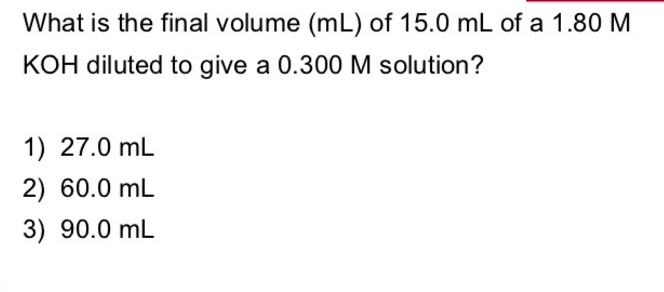 What is the final volume (mL) of 15.0 mL of a 1.80 M
KOH diluted to give a 0.300 M solution?
1) 27.0 mL
2) 60.0 mL
3) 90.0 mL